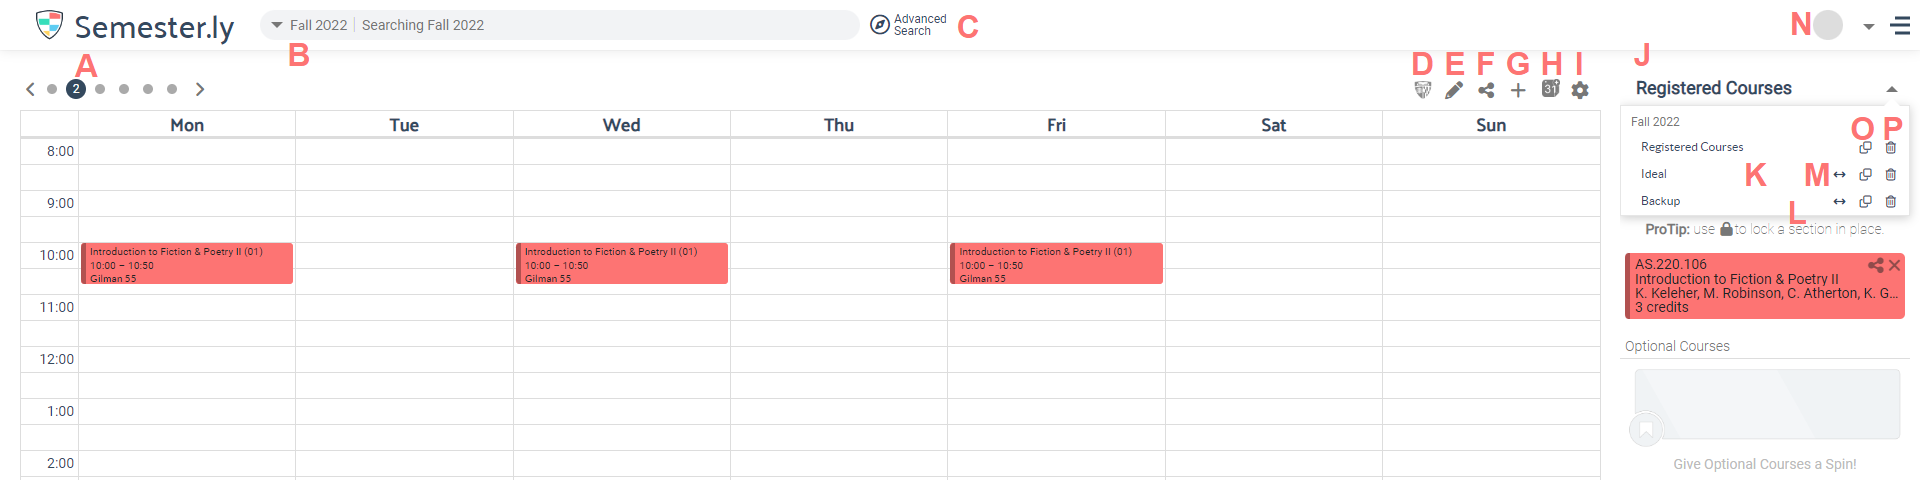 Semester.ly
Fall 2022 Searching Fall 2022
Advanced
Search
C
N
A
B
D E F G H I
J
2
31
Registered Courses
Mon Tue Wed Thu Fri Sat Sun
Fall 2022
O P
Registered Courses
Ideal
K
M
Backup
L
ProTip: use to lock a section in place.
8:00
9:00
10:00
11:00
12:00
1:00
2:00
Introduction to Fiction & Poetry II (01)
10:00 – 10:50
Gilman 55
Introduction to Fiction & Poetry II (01)
10:00 – 10:50
Gilman 55
Introduction to Fiction & Poetry II (01)
10:00 – 10:50
Gilman 55
AS.220.106
Introduction to Fiction & Poetry II
K. Keleher, M. Robinson, C. Atherton, K. G...
3 credits
Optional Courses
Give Optional Courses a Spin!